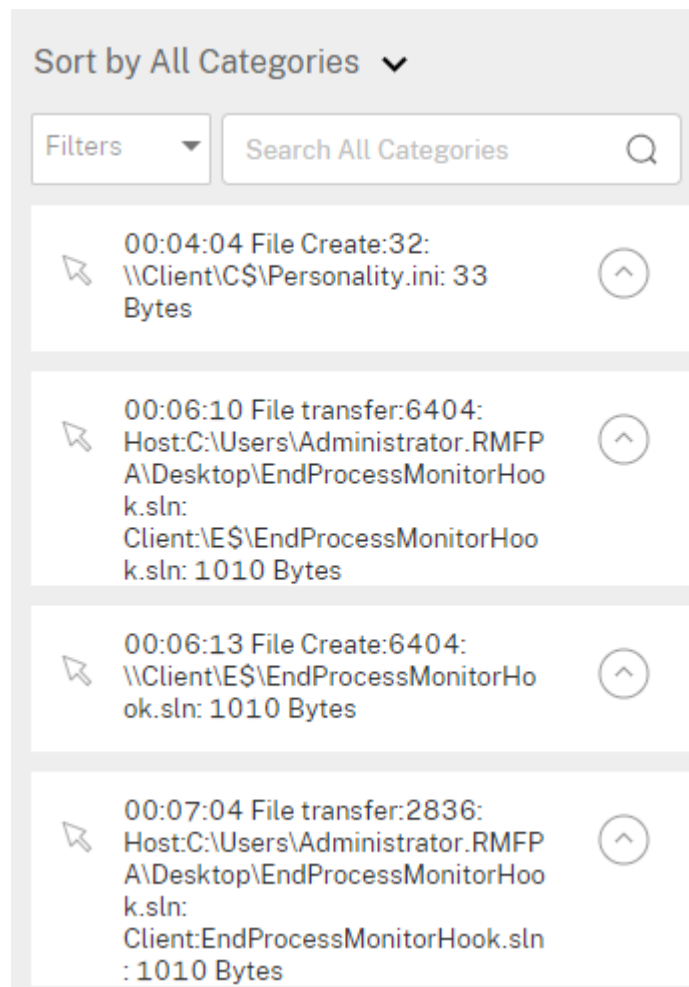 Sort by All Categories
Filters
Search All Categories
00:04:04 File Create:32:
\\Client\C$\Personality.ini: 33
Bytes
00:06:10 File transfer:6404:
Host:C:\Users\Administrator.RMFP
A\Desktop\EndProcessMonitorHoo
k.sln:
Client:\E$\EndProcessMonitorHoo
k.sln: 1010 Bytes
00:06:13 File Create:6404:
\\Client\E$\EndProcessMonitorHo
ok.sln: 1010 Bytes
00:07:04 File transfer:2836:
Host:C:\Users\Administrator.RMFP
A\Desktop\EndProcessMonitorHoo
k.sln:
Client:EndProcessMonitorHook.sln
: 1010 Bytes